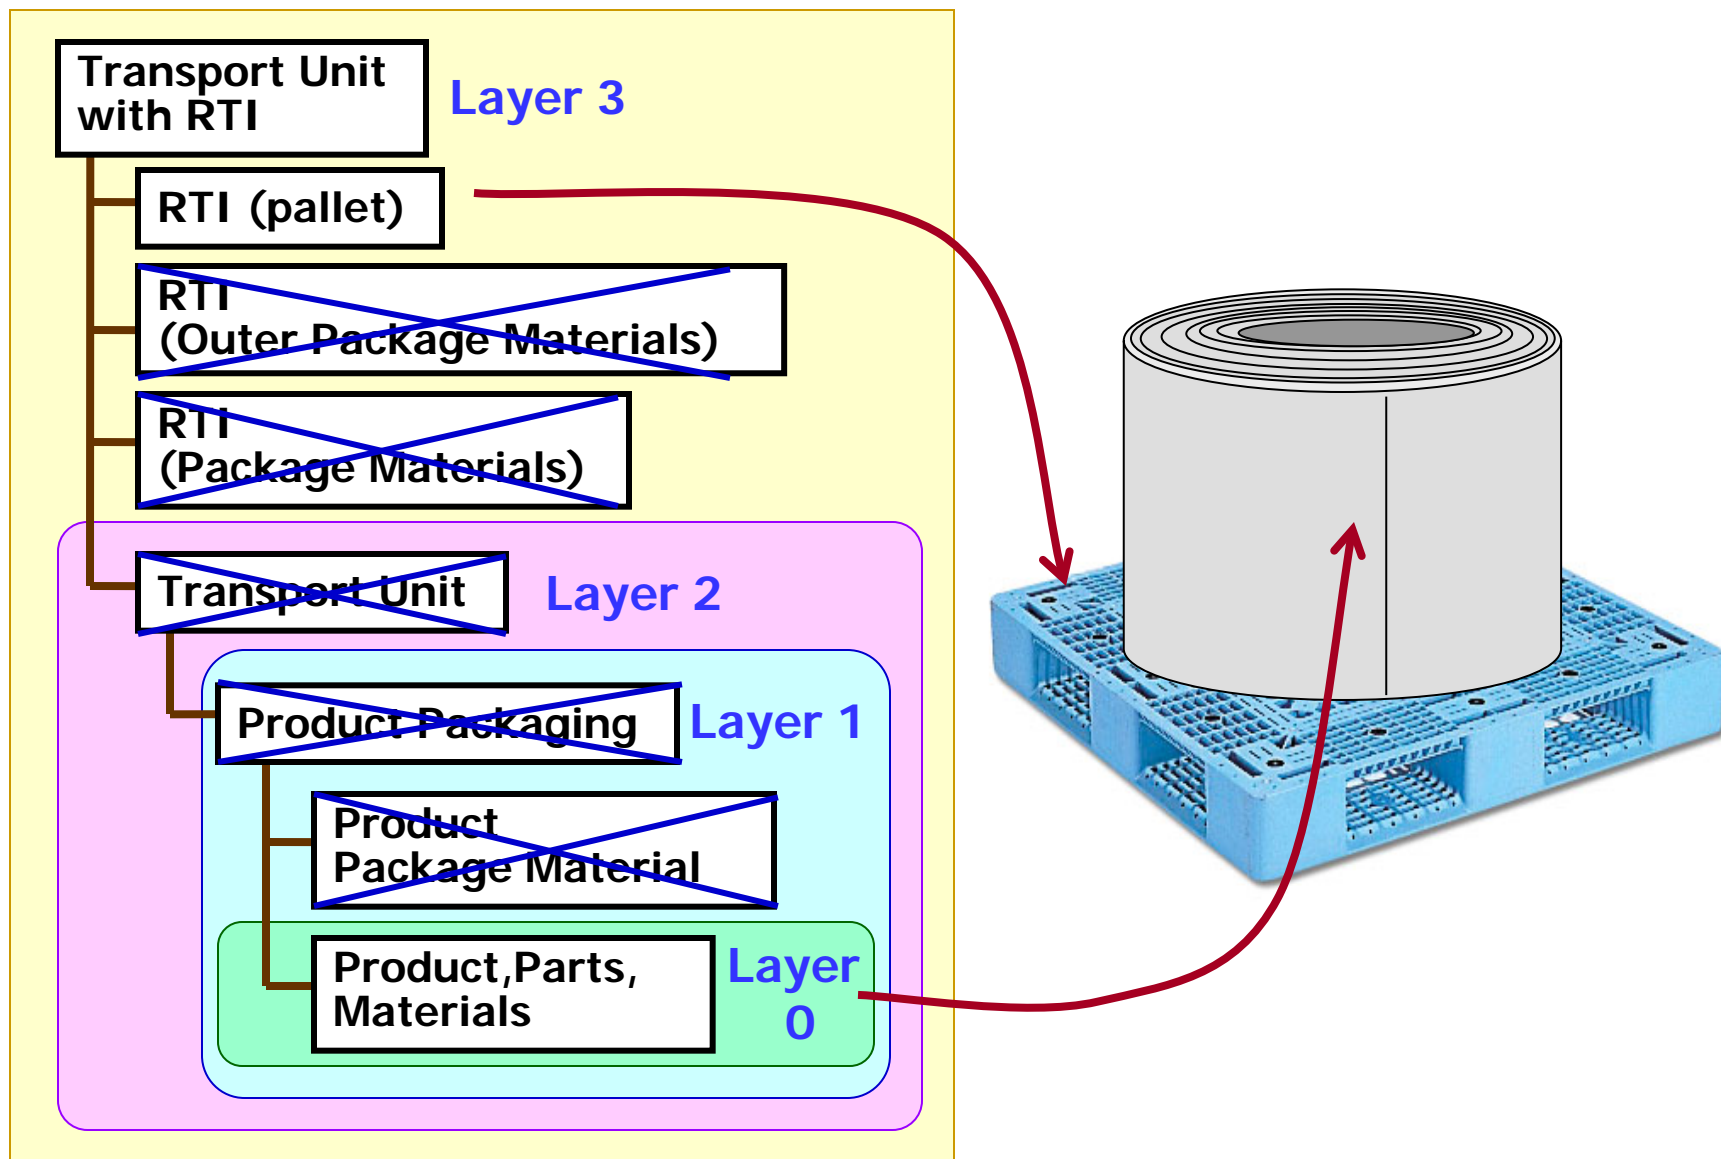 Transport Unit
with RTI
Layer 3
RTI (pallet)
RTI
(Outer Package Materials)
RTI
(Package Materials)
Transport Unit
Layer 2
Product Packaging
Layer 1
Product
Package Material
Product,Parts,
Materials
Layer
0